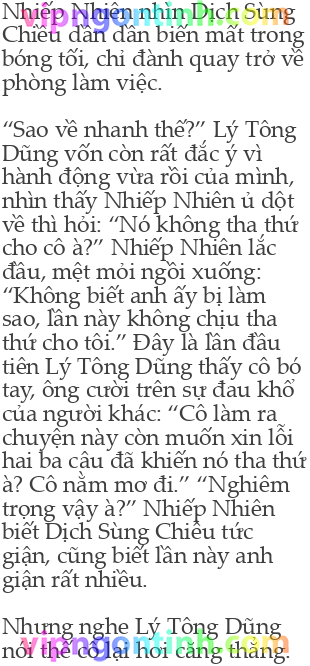 Nhiếp Nhiên nhìn Dịch Sùng
Chiêu dần dần biến mất trong
bóng tối, chỉ đành quay trở về
phòng làm việc.
“Sao về nhanh thế?” Lý Tông
Dũng vốn còn rất đắc ý vì
hành động vừa rồi của mình,
nhìn thấy Nhiếp Nhiên ủ dột
về thì hỏi: “Nó không tha thứ
cho cô à?” Nhiếp Nhiên lắc
đầu, mệt mỏi ngồi xuống:
“Không biết anh ấy bị làm
sao, lần này không chịu tha
thứ cho tôi.” Đây là lần đầu
tiên Lý Tông Dũng thấy cô bó
tay, ông cười trên sự đau khổ
của người khác: “Cô làm ra
chuyện này còn muốn xin lỗi
hai ba câu đã khiến nó tha thứ
à? Cô nằm mơ đi.” “Nghiêm
trọng vậy à?” Nhiếp Nhiên
biết Dịch Sùng Chiêu tức
giận, cũng biết lần này anh
giận rất nhiều.
Nhưng nghe Lý Tông Dũng
nói thế cô lại hơi căng thẳng.
vipngontinh.com
vipngontinh.com